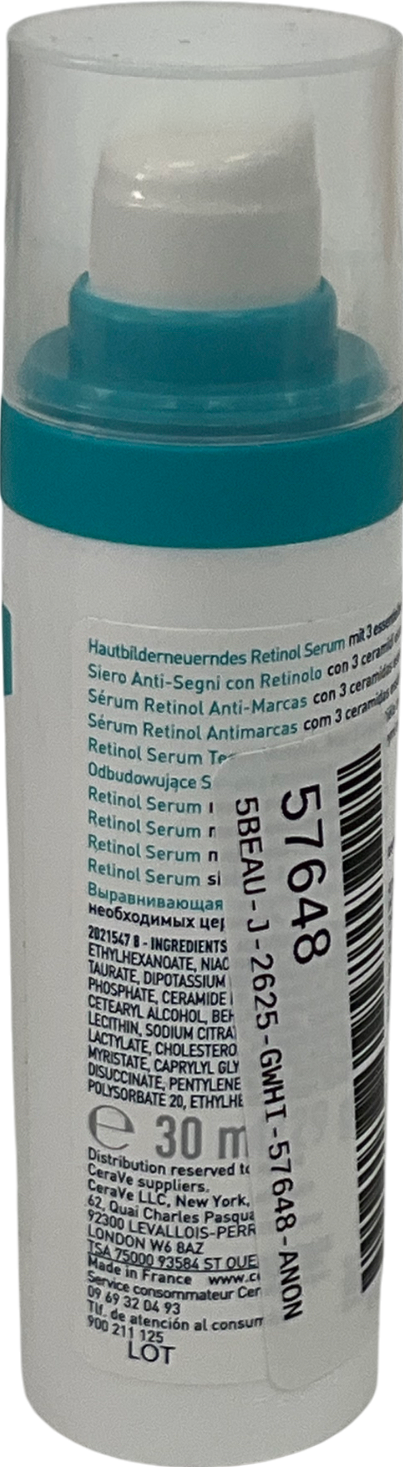 Hautbilderneuerndes Retinol Serum mit 3
Siero Anti-Segni con Retinolo con 3
Sérum Retinol Anti-Marcas con 3 ceramidas
Sérum Retinol Antimarcas com 3 ceramidas
Retinol Serum
Odbudowujące S
Retinol Serum
Retinol Serum
Retinol Serum n
Retinol Serum si
Выравнивающая
необходимых
2021547 8 - INGREDIENTS
ETHYLHEXANOATE, NIAC
TAURATE, DIPOTASSIUM
PHOSPHATE, CERAMIDE
CETEARYL ALCOHOL, BEH
LECITHIN, SODIUM CITRA
LACTYLATE, CHOLESTERO
MYRISTATE, CAPRYLYL GLY
DISUCCINATE, PENTYLENE
POLYSORBATE 20, ETHYLHE
e 30 m
Distribution reserved to
CeraVe suppliers.
CeraVe LLC, New York,
62, Quai Charles Pasqua
92300 LEVALLOIS-PERR
LONDON W6 8AZ
TSA 75000 93584 ST OUE
Made in France www.c
Service consommateur Cer
09 69 32 04 93
Tlf. de atención al consum
900 211 125
LOT
57648
5BEAU-J-2625-GWHI-57648-ANON